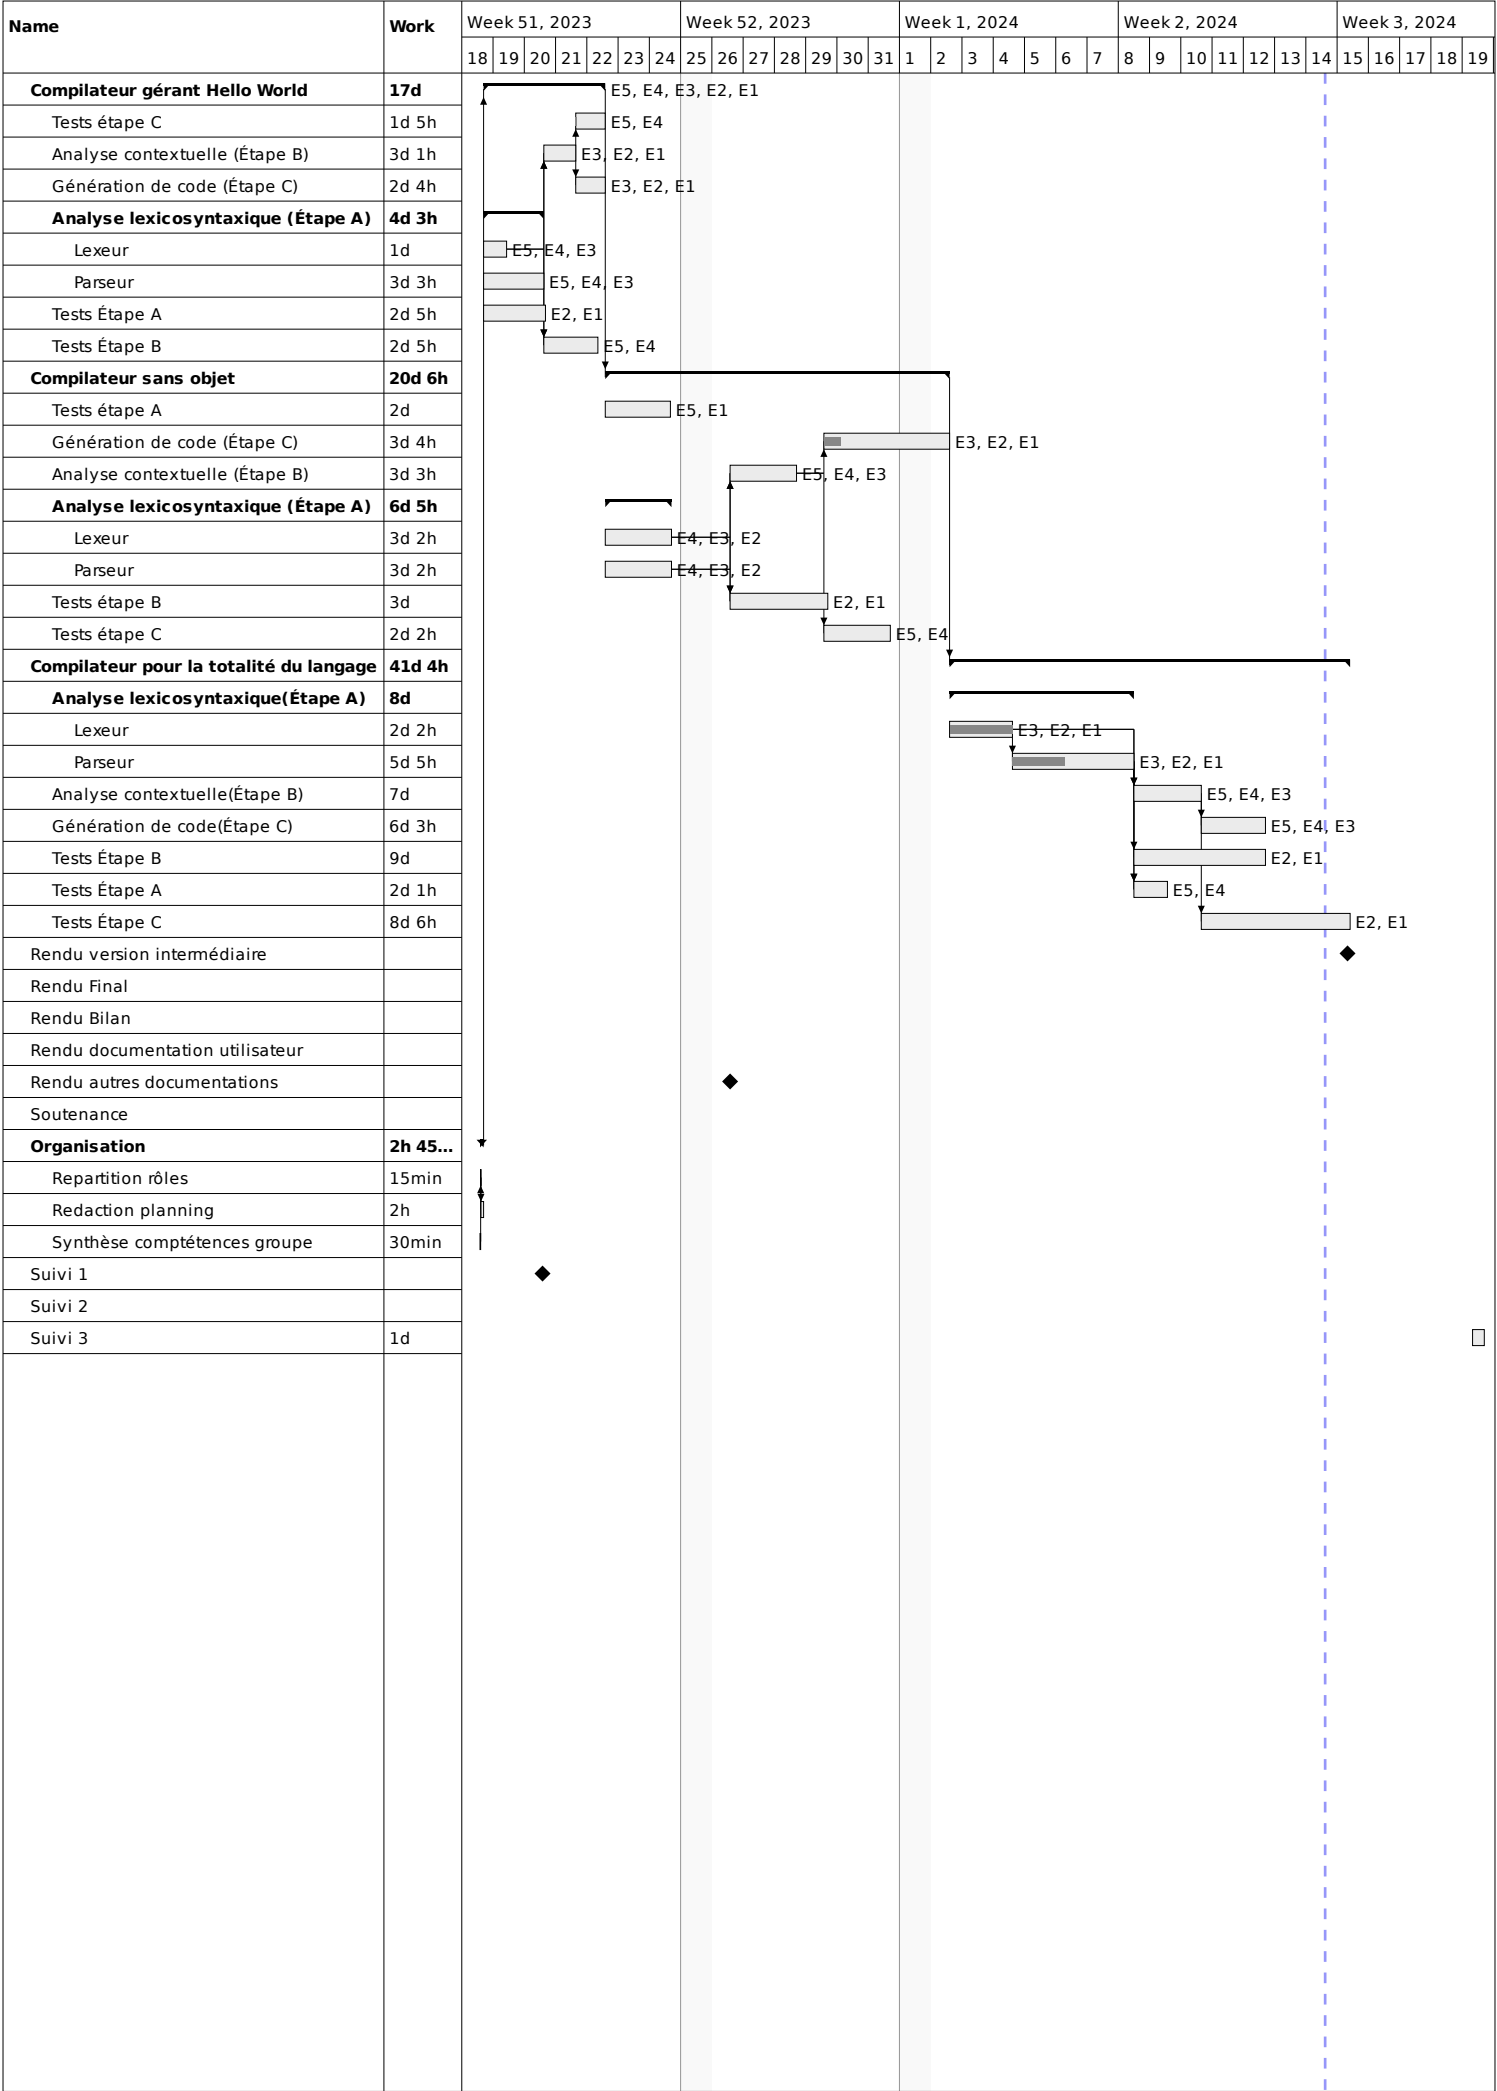 Name Work Week 51, 2023 Week 52, 2023 Week 1, 2024 Week 2, 2024 Week 3, 2024
18 19 20 21 22 23 24 25 26 27 28 29 30 31 1 2 3 4 5 6 7 8 9 10 11 12 13 14 15 16 17 18 19
Compilateur gérant Hello World 17d E5, E4, E3, E2, E1
Tests étape C 1d 5h E5, E4
Analyse contextuelle (Étape B) 3d 1h E3, E2, E1
Génération de code (Étape C) 2d 4h E3, E2, E1
Analyse lexicosyntaxique (Étape A) 4d 3h
Lexeur 1d E5, E4, E3
Parseur 3d 3h E5, E4, E3
Tests Étape A 2d 5h E2, E1
Tests Étape B 2d 5h E5, E4
Compilateur sans objet 20d 6h
Tests étape A 2d E5, E1
Génération de code (Étape C) 3d 4h E3, E2, E1
Analyse contextuelle (Étape B) 3d 3h E5, E4, E3
Analyse lexicosyntaxique (Étape A) 6d 5h
Lexeur 3d 2h E4, E3, E2
Parseur 3d 2h E4, E3, E2
Tests étape B 3d E2, E1
Tests étape C 2d 2h E5, E4
Compilateur pour la totalité du langage 41d 4h
Analyse lexicosyntaxique(Étape A) 8d
Lexeur 2d 2h E3, E2, E1
Parseur 5d 5h E3, E2, E1
Analyse contextuelle(Étape B) 7d E5, E4, E3
Génération de code(Étape C) 6d 3h E5, E4, E3
Tests Étape B 9d E2, E1
Tests Étape A 2d 1h E5, E4
Tests Étape C 8d 6h E2, E1
Rendu version intermédiaire
Rendu Final
Rendu Bilan
Rendu documentation utilisateur
Rendu autres documentations
Soutenance
Organisation 2h 45...
Repartition rôles 15min
Redaction planning 2h
Synthèse comptétences groupe 30min
Suivi 1
Suivi 2
Suivi 3 1d